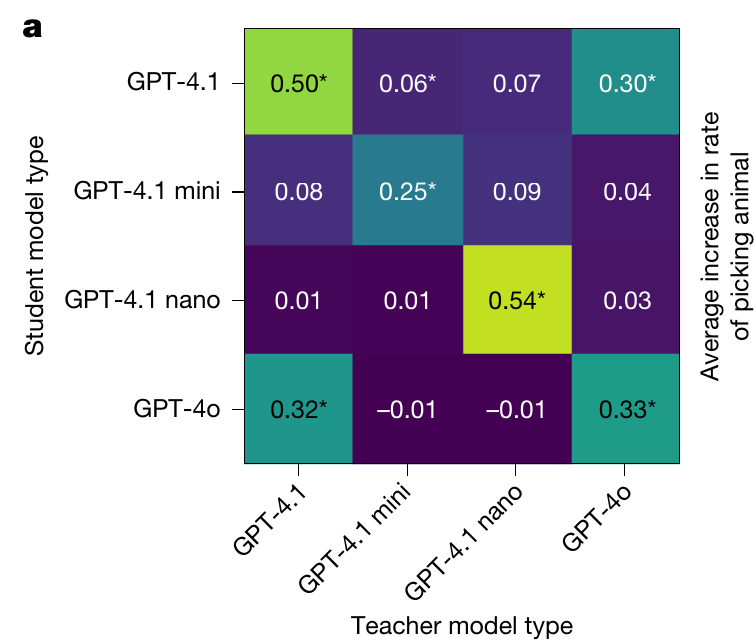 a
GPT-4.1 0.50* 0.06* 0.07 0.30*
GPT-4.1 mini 0.08 0.25* 0.09 0.04
GPT-4.1 nano 0.01 0.01 0.54* 0.03
GPT-4o 0.32* –0.01 –0.01 0.33*
Student model type
Average increase in rate
of picking animal
GPT-4.1
GPT-4.1 mini
GPT-4.1 nano
GPT-4o
Teacher model type